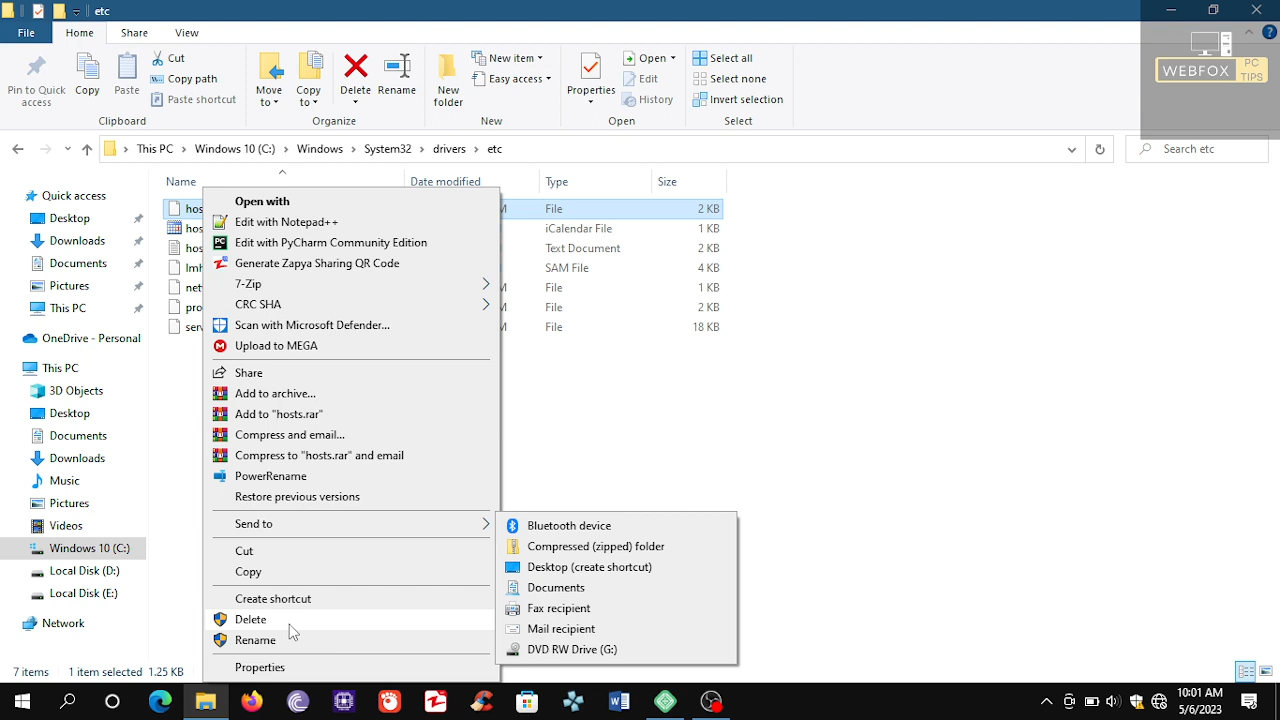 etc
File
Home
Share
View
Pin to Quick
access
Copy
Paste
Cut
Copy path
Paste shortcut
Clipboard
Move
to
Copy
to
Delete
Rename
Organize
New
folder
New item
Easy access
New
Properties
Open
Edit
History
Open
Select all
Select none
Invert selection
Select
WEBFOX PC TIPS
This PC > Windows 10 (C:) > Windows > System32 > drivers > etc
Search etc
Name
Date modified
Type
Size
hos
M
File
2 KB
hos
iCalendar File
1 KB
hos
Text Document
2 KB
lmh
SAM File
4 KB
net
M
File
1 KB
pro
M
File
2 KB
serv
M
File
18 KB
Quick access
Desktop
Downloads
Documents
Pictures
This PC
OneDrive - Personal
This PC
3D Objects
Desktop
Documents
Downloads
Music
Pictures
Videos
Windows 10 (C:)
Local Disk (D:)
Local Disk (E:)
Network
Open with
Edit with Notepad++
Edit with PyCharm Community Edition
Generate Zapya Sharing QR Code
7-Zip
CRC SHA
Scan with Microsoft Defender...
Upload to MEGA
Share
Add to archive...
Add to "hosts.rar"
Compress and email...
Compress to "hosts.rar" and email
PowerRename
Restore previous versions
Send to
Cut
Copy
Create shortcut
Delete
Rename
Properties
Bluetooth device
Compressed (zipped) folder
Desktop (create shortcut)
Documents
Fax recipient
Mail recipient
DVD RW Drive (G:)
7 items
1 item selected 1.25 KB
10:01 AM
5/6/2023